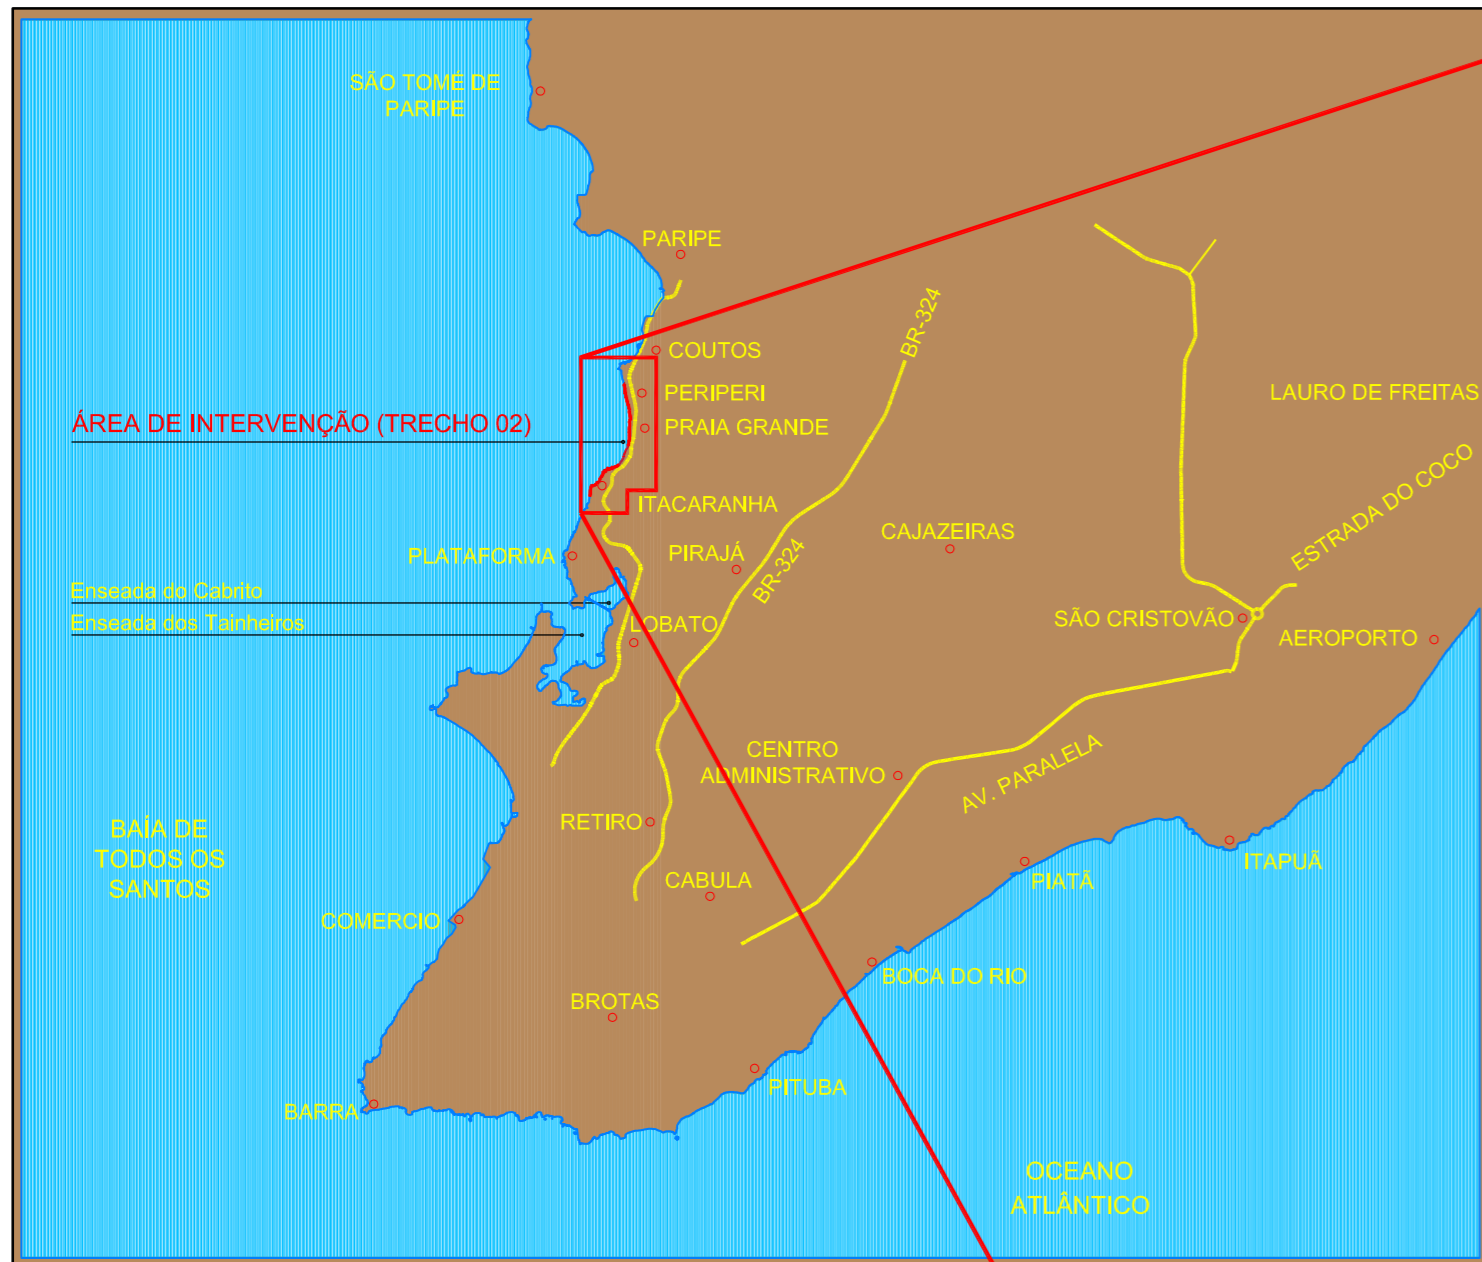 SÃO TOMÉ DE
PARIPE
PARIPE
BR-324
COUTOS
PERIPERI
LAURO DE FREITAS
ÁREA DE INTERVENÇÃO (TRECHO 02)
PRAIA GRANDE
ITACARANHA
ESTRADA DO COCO
CAJAZEIRAS
PLATAFORMA
PIRAJÁ
BR-324
Enseada do Cabrito
Enseada dos Tainheiros
LOBATO
SÃO CRISTOVÃO
AEROPORTO
CENTRO
ADMINISTRATIVO
AV. PARALELA
RETIRO
BAÍA DE
TODOS OS
SANTOS
ITAPUÃ
PIATÃ
CABULA
COMERCIO
BOCA DO RIO
BROTAS
PITUBA
BARRA
OCEANO
ATLÂNTICO